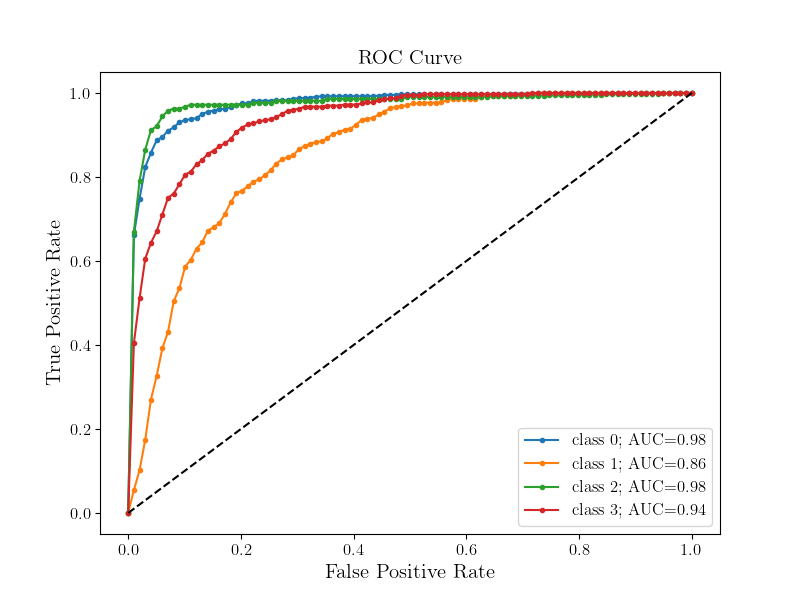 ROC Curve
True Positive Rate
1.0
0.8
0.6
0.4
0.2
0.0
class 0; AUC=0.98
class 1; AUC=0.86
class 2; AUC=0.98
class 3; AUC=0.94
0.0 0.2 0.4 0.6 0.8 1.0
False Positive Rate